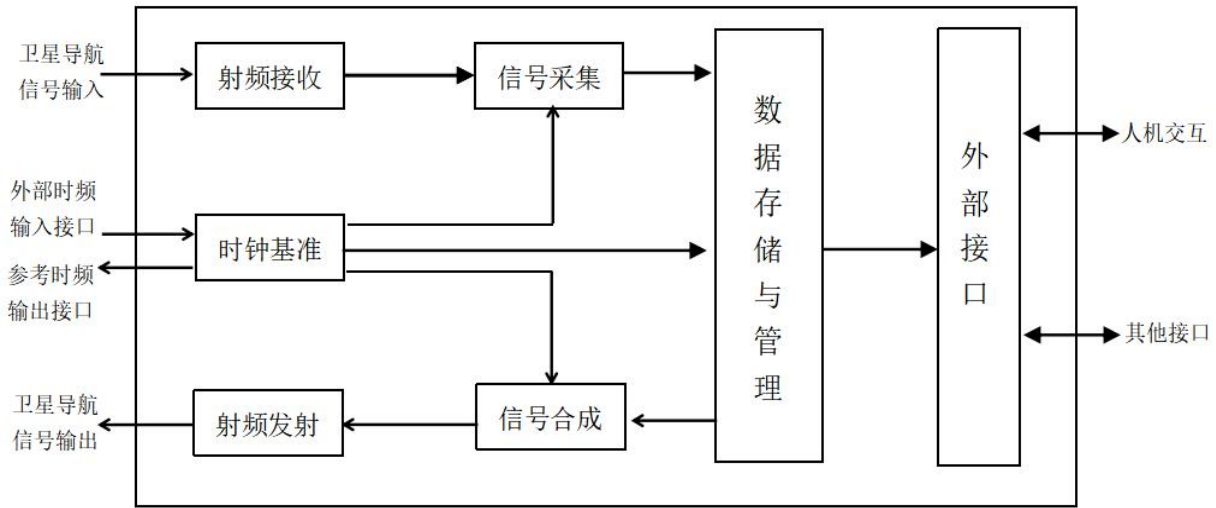 卫星导航
信号输入
射频接收
信号采集
外部时频
输入接口
时钟基准
参考时频
输出接口
卫星导航
信号输出
射频发射
信号合成
数据存储与管理
外部接口
人机交互
其他接口